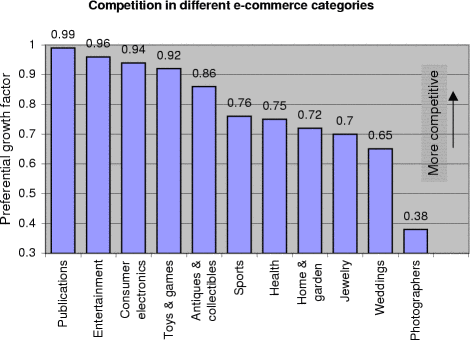 Competition in different e-commerce categories
Preferential growth factor
1
0.9
0.8
0.7
0.6
0.5
0.4
0.3
0.99
0.96
0.94
0.92
0.86
0.76
0.75
0.72
0.7
0.65
0.38
More competitive
Publications
Entertainment
Consumer
electronics
Toys & games
Antiques &
collectibles
Sports
Health
Home &
garden
Jewelry
Weddings
Photographers